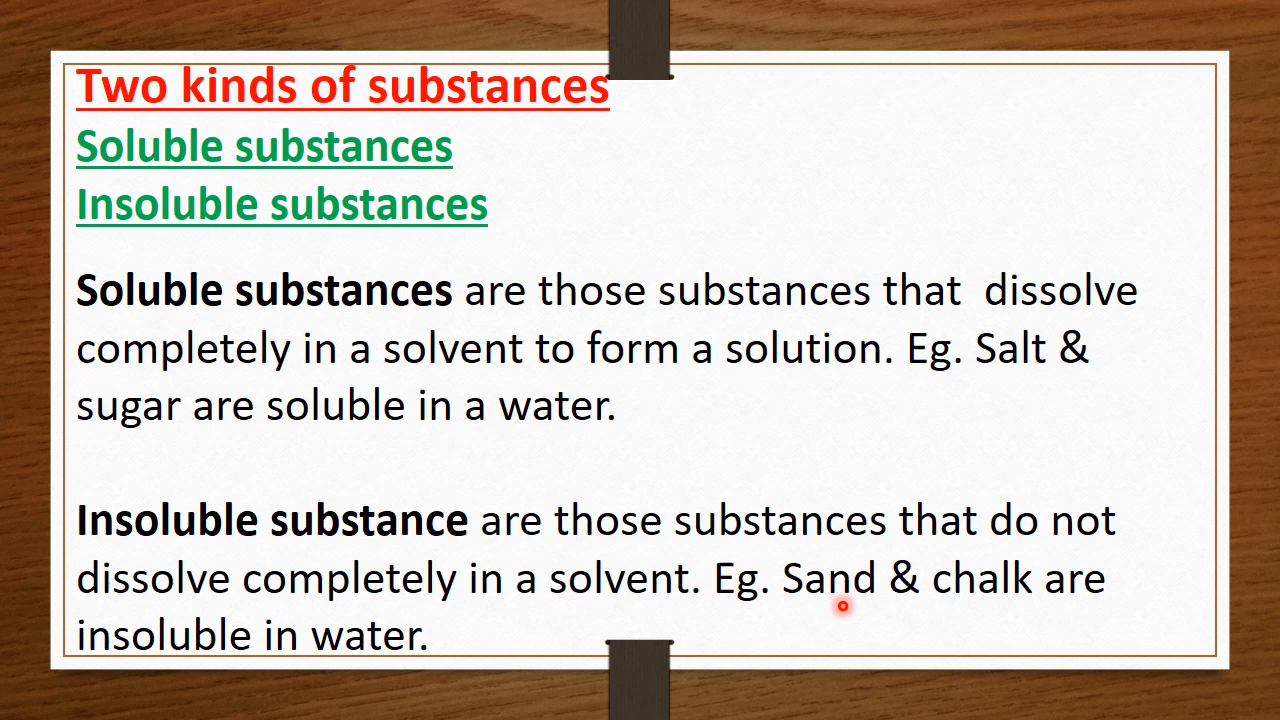 Two kinds of substances
Soluble substances
Insoluble substances
Soluble substances are those substances that  dissolve
completely in a solvent to form a solution. Eg. Salt &
sugar are soluble in a water.
Insoluble substance are those substances that do not
dissolve completely in a solvent. Eg. Sand & chalk are
insoluble in water.